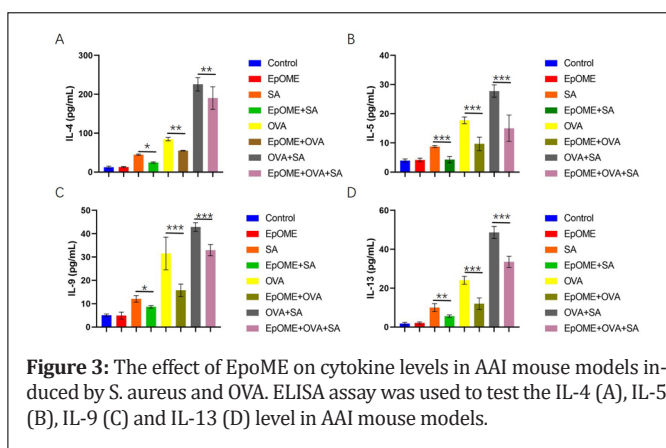 A
IL-4 (pg/mL)
300
200
100
0
*
**
**
Control
EpOME
SA
EpOME+SA
OVA
EpOME+OVA
OVA+SA
EpOME+OVA+SA
B
IL-5 (pg/mL)
40
30
20
10
0
***
***
***
Control
EpOME
SA
EpOME+SA
OVA
EpOME+OVA
OVA+SA
EpOME+OVA+SA
C
IL-9 (pg/mL)
50
40
30
20
10
0
*
***
***
Control
EpOME
SA
EpOME+SA
OVA
EpOME+OVA
OVA+SA
EpOME+OVA+SA
D
IL-13 (pg/mL)
60
40
20
0
**
***
***
Control
EpOME
SA
EpOME+SA
OVA
EpOME+OVA
OVA+SA
EpOME+OVA+SA
Figure 3: The effect of EpoME on cytokine levels in AAI mouse models in-
duced by S. aureus and OVA. ELISA assay was used to test the IL-4 (A), IL-5
(B), IL-9 (C) and IL-13 (D) level in AAI mouse models.